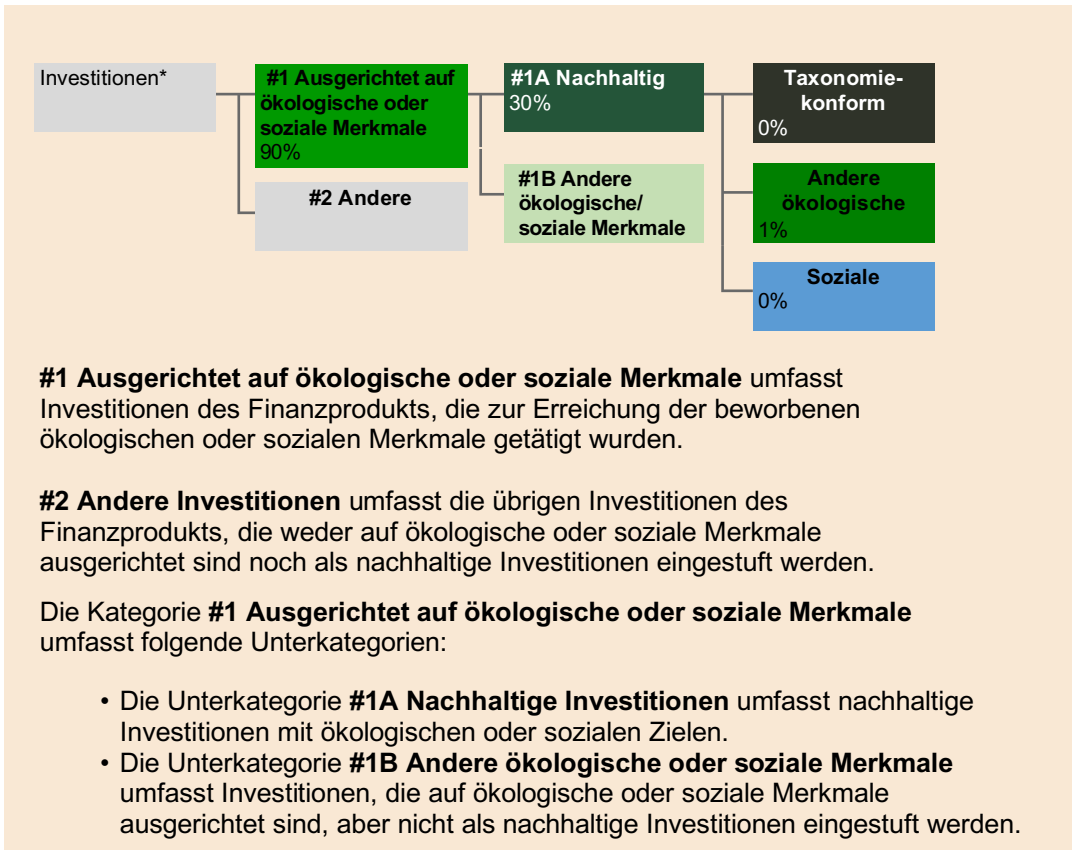 Investitionen*
#1 Ausgerichtet auf
ökologische oder
soziale Merkmale
90%
#2 Andere
#1A Nachhaltig
30%
#1B Andere
ökologische/
soziale Merkmale
Taxonomie-
konform
0%
Andere
ökologische
1%
Soziale
0%
#1 Ausgerichtet auf ökologische oder soziale Merkmale umfasst
Investitionen des Finanzprodukts, die zur Erreichung der beworbenen
ökologischen oder sozialen Merkmale getätigt wurden.
#2 Andere Investitionen umfasst die übrigen Investitionen des
Finanzprodukts, die weder auf ökologische oder soziale Merkmale
ausgerichtet sind noch als nachhaltige Investitionen eingestuft werden.
Die Kategorie #1 Ausgerichtet auf ökologische oder soziale Merkmale
umfasst folgende Unterkategorien:
• Die Unterkategorie #1A Nachhaltige Investitionen umfasst nachhaltige
Investitionen mit ökologischen oder sozialen Zielen.
• Die Unterkategorie #1B Andere ökologische oder soziale Merkmale
umfasst Investitionen, die auf ökologische oder soziale Merkmale
ausgerichtet sind, aber nicht als nachhaltige Investitionen eingestuft werden.